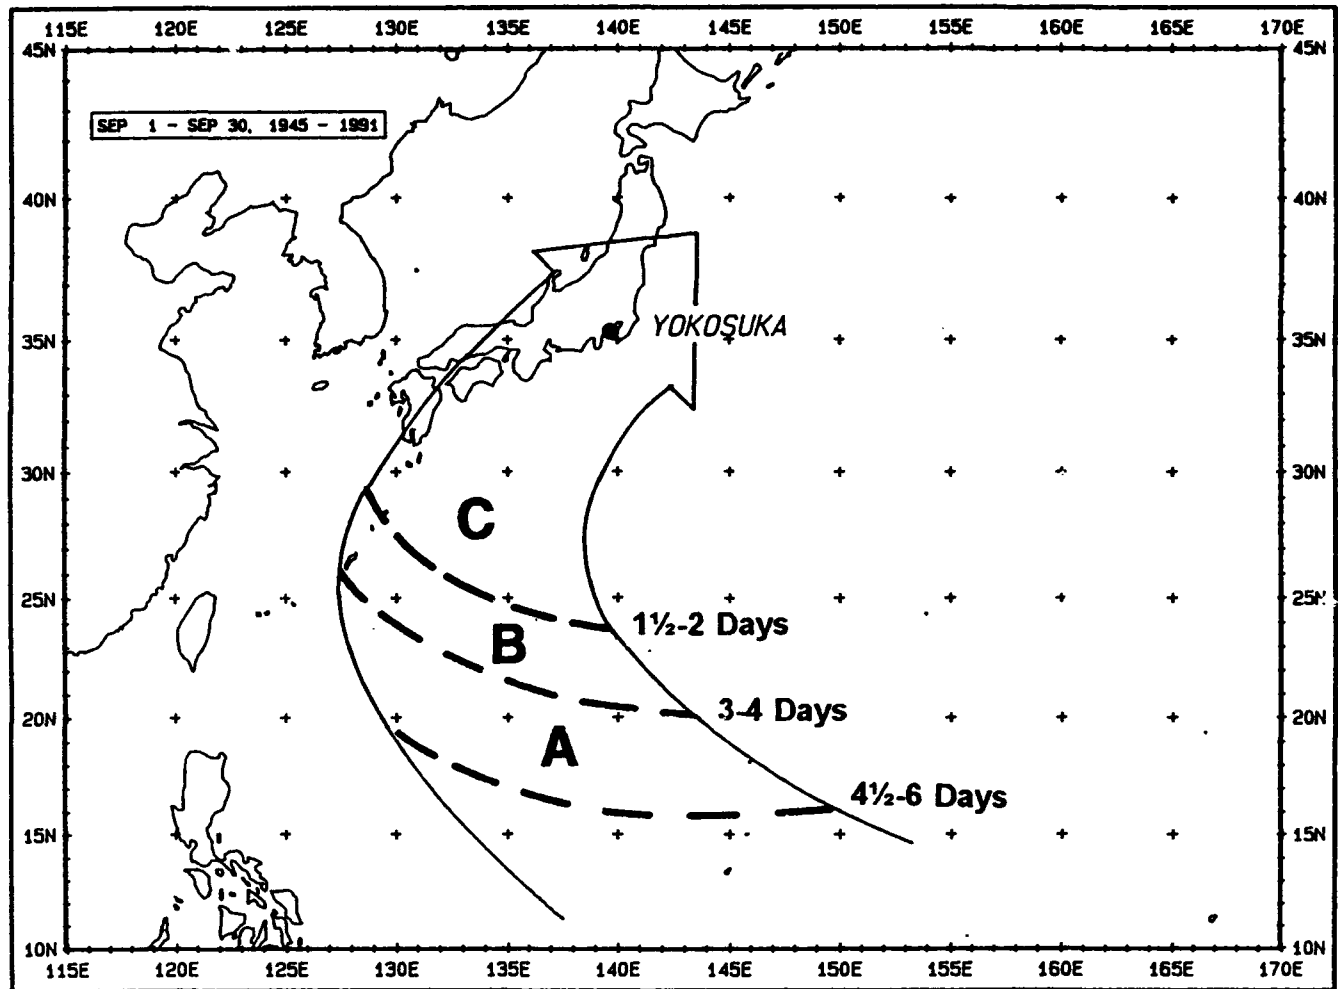 115E 120E 125E 130E 135E 140E 145E 150E 155E 160E 165E 170E
45N 45N
SEP 1 - SEP 30, 1945 - 1991
40N 40N
YOKOSUKA
35N 35N
30N 30N
C
25N 25N
1½-2 Days
B
3-4 Days
20N 20N
A
4½-6 Days
15N 15N
10N 10N
115E 120E 125E 130E 135E 140E 145E 150E 155E 160E 165E 170E